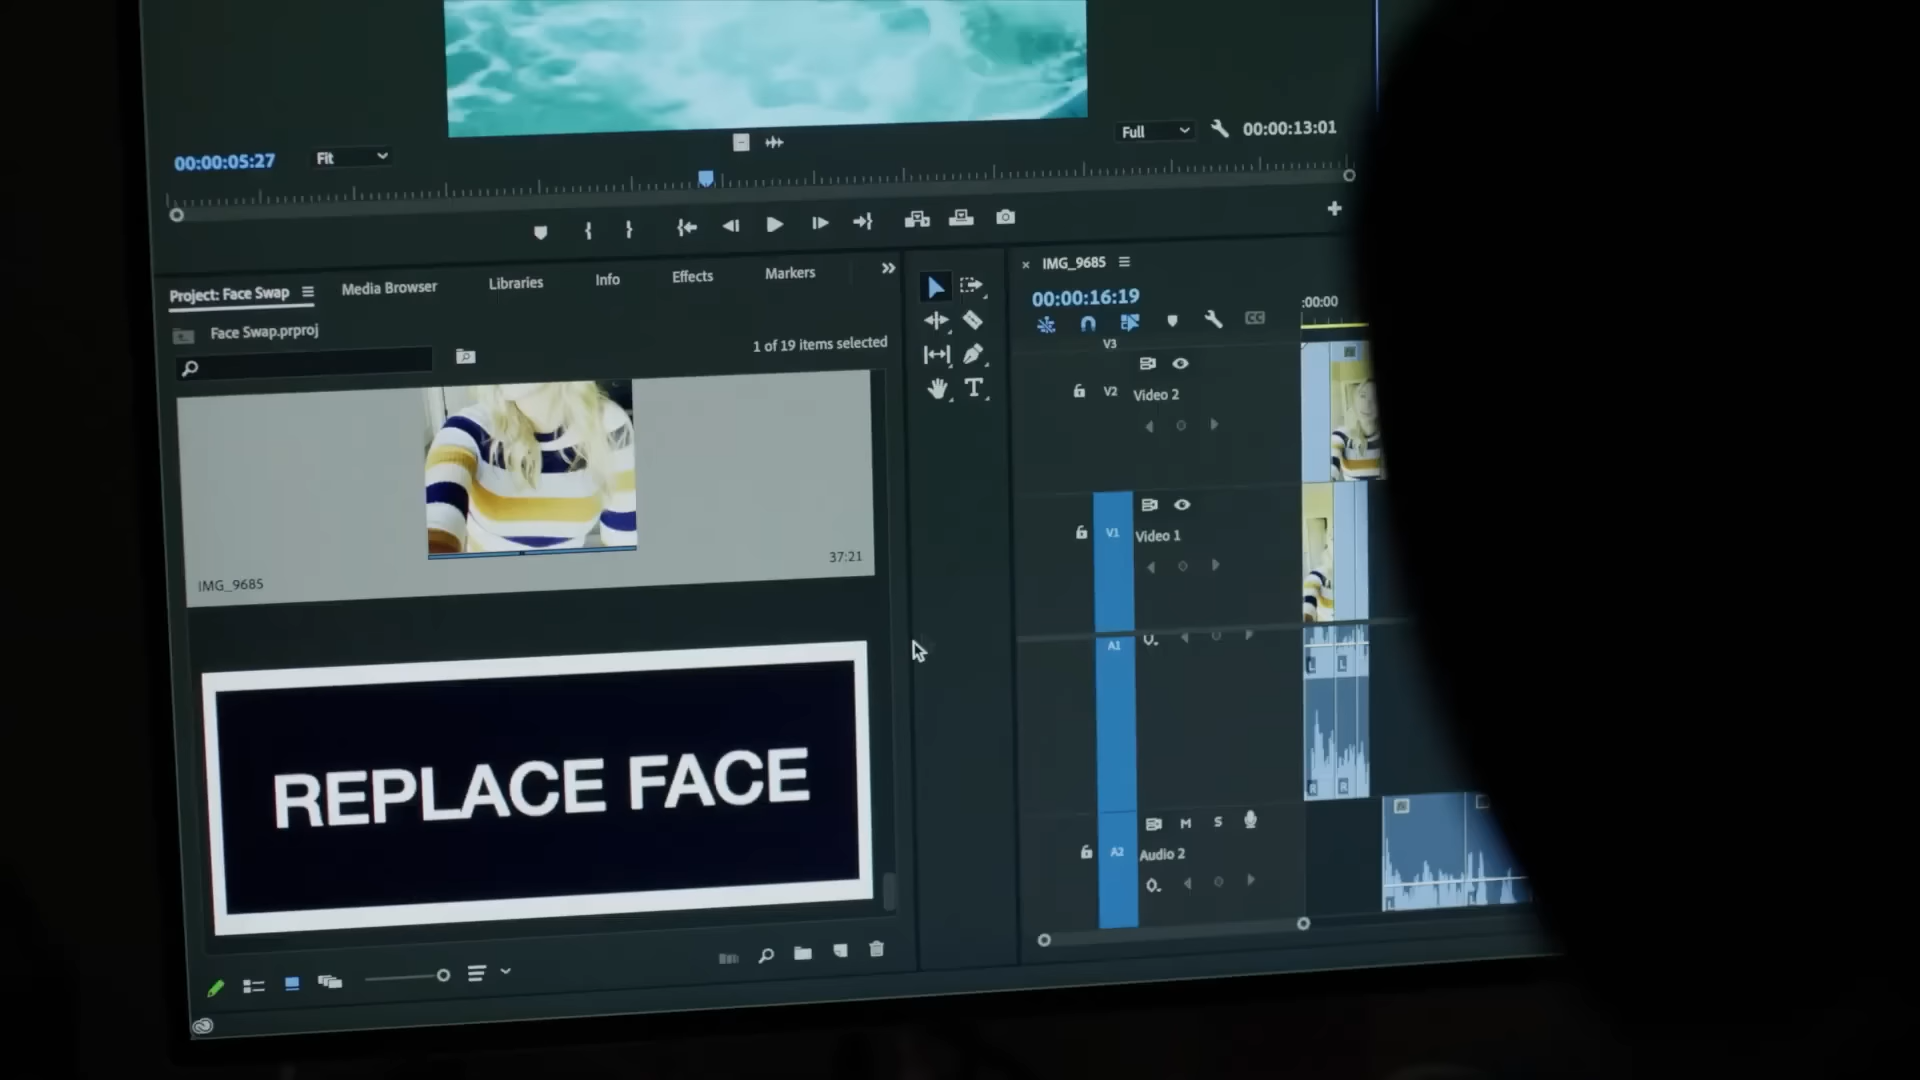 00:00:05:27
Fit
Full
00:00:13:01
Project: Face Swap
Media Browser
Libraries
Info
Effects
Markers
Face Swap.prproj
1 of 19 items selected
IMG_9685
37:21
REPLACE FACE
IMG_9685
00:00:16:19
:00:00
CC
V3
V2
Video 2
V1
Video 1
A1
L
L
R
R
M
S
A2
Audio 2
L